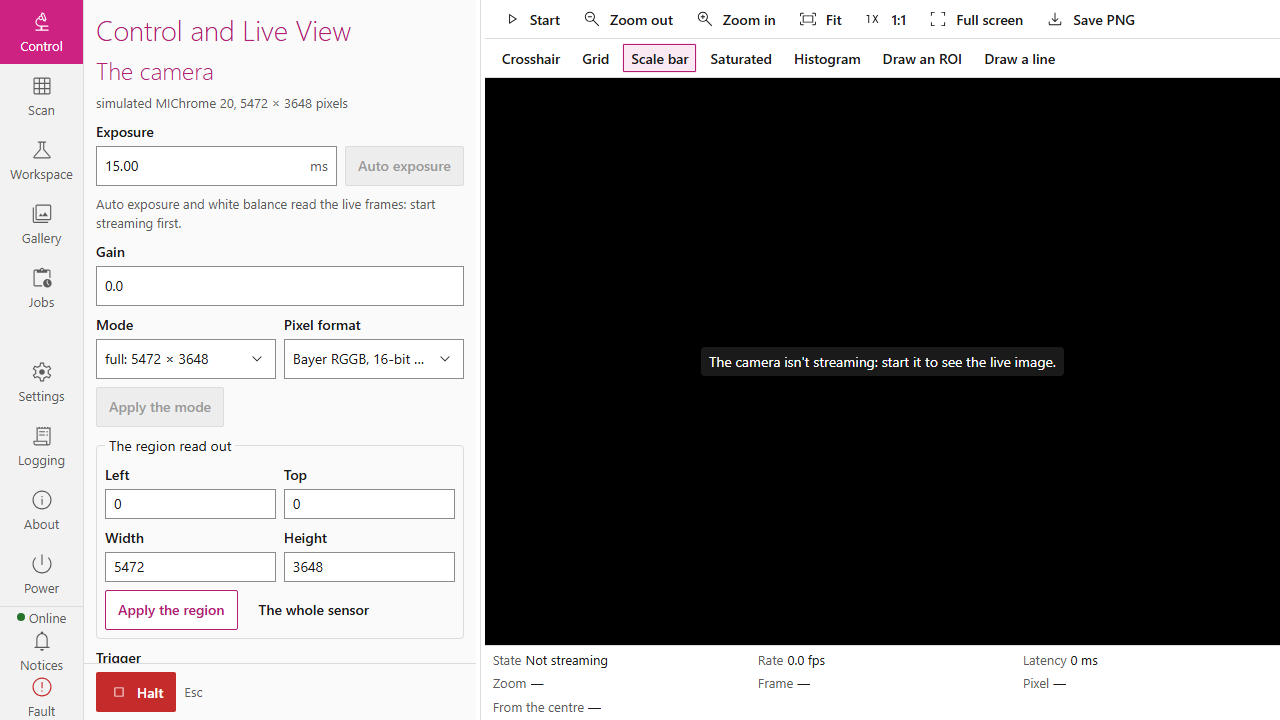 Control
Scan
Workspace
Gallery
Jobs
Settings
Logging
About
Power
Online
Notices
Fault
Control and Live View
The camera
simulated MIChrome 20, 5472 × 3648 pixels
Exposure
15.00 ms
Auto exposure
Auto exposure and white balance read the live frames: start
streaming first.
Gain
0.0
Mode
Pixel format
full: 5472 × 3648
Bayer RGGB, 16-bit ...
Apply the mode
The region read out
Left
Top
0
0
Width
Height
5472
3648
Apply the region
The whole sensor
Trigger
Halt
Esc
Start
Zoom out
Zoom in
Fit
1X 1:1
Full screen
Save PNG
Crosshair
Grid
Scale bar
Saturated
Histogram
Draw an ROI
Draw a line
The camera isn't streaming: start it to see the live image.
State Not streaming
Rate 0.0 fps
Latency 0 ms
Zoom —
Frame —
Pixel —
From the centre —